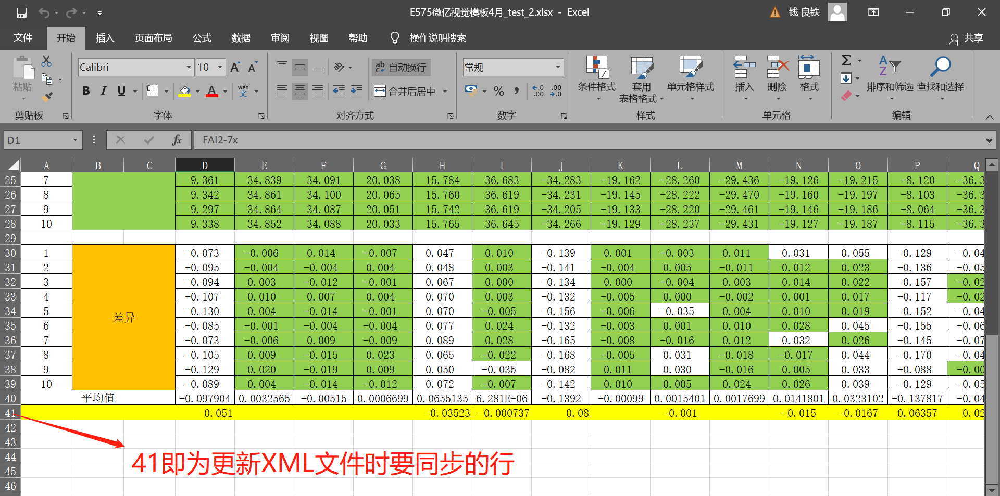 E575微亿视觉模板4月_test_2.xlsx - Excel
钱 良铁
文件 开始 插入 页面布局 公式 数据 审阅 视图 帮助 操作说明搜索 共享
Calibri 10 A A ab c 自动换行 常规
粘贴 B I U A wén 文 合并后居中 % , .0 .00 .00 .0
条件格式 套用 表格格式 单元格样式 插入 删除 格式 Σ A Z 排序和筛选 查找和选择
剪贴板 字体 对齐方式 数字 样式 单元格 编辑
D1 fx FAI2-7x
A B C D E F G H I J K L M N O P Q
25 7 9.361 34.839 34.091 20.038 15.784 36.683 -34.283 -19.162 -28.260 -29.436 -19.126 -19.215 -8.120 -36.3
26 8 9.342 34.861 34.100 20.065 15.760 36.619 -34.231 -19.145 -28.222 -29.470 -19.160 -19.197 -8.103 -36.3
27 9 9.297 34.864 34.087 20.051 15.742 36.619 -34.205 -19.133 -28.220 -29.461 -19.146 -19.186 -8.064 -36.3
28 10 9.338 34.852 34.088 20.033 15.765 36.645 -34.266 -19.129 -28.237 -29.431 -19.127 -19.187 -8.115 -36.3
29
30 1 -0.073 -0.006 0.014 -0.007 0.047 0.010 -0.139 0.001 -0.003 0.011 0.031 0.055 -0.129 -0.04
31 2 -0.095 -0.004 -0.004 0.004 0.048 0.003 -0.141 -0.004 0.005 -0.011 0.012 0.023 -0.136 -0.05
32 3 -0.094 0.003 -0.012 -0.001 0.067 0.000 -0.134 0.000 -0.004 0.003 0.014 0.022 -0.157 -0.02
33 4 -0.107 0.010 0.007 0.004 0.070 0.003 -0.132 -0.005 0.000 -0.002 0.001 0.017 -0.117 -0.02
34 5 差异 -0.130 0.004 -0.014 -0.001 0.070 -0.005 -0.156 -0.006 -0.035 0.004 0.010 0.019 -0.152 -0.04
35 6 -0.085 -0.001 -0.004 -0.004 0.077 0.024 -0.132 -0.003 0.001 0.010 0.028 0.045 -0.155 -0.06
36 7 -0.073 -0.006 0.009 -0.009 0.089 0.028 -0.165 -0.008 -0.016 0.012 0.032 0.026 -0.145 -0.07
37 8 -0.105 0.009 -0.015 0.023 0.065 -0.022 -0.168 -0.005 0.031 -0.018 -0.017 0.044 -0.170 -0.04
38 9 -0.129 0.020 -0.019 0.009 0.050 -0.035 -0.082 0.011 0.030 -0.016 0.005 0.033 -0.088 -0.00
39 10 -0.089 0.004 -0.014 -0.012 0.072 -0.007 -0.142 0.010 0.005 0.024 0.026 0.039 -0.129 -0.05
40 平均值 -0.097904 0.0032565 -0.00515 0.0006699 0.0655135 6.281E-06 -0.1392 -0.00099 0.0015401 0.0017699 0.0141801 0.0323102 -0.137817 -0.04
41 0.051 -0.03523 -0.000737 0.08 -0.001 -0.015 -0.0167 0.06357 0.02
42
43
44 41即为更新XML文件时要同步的行
45
46